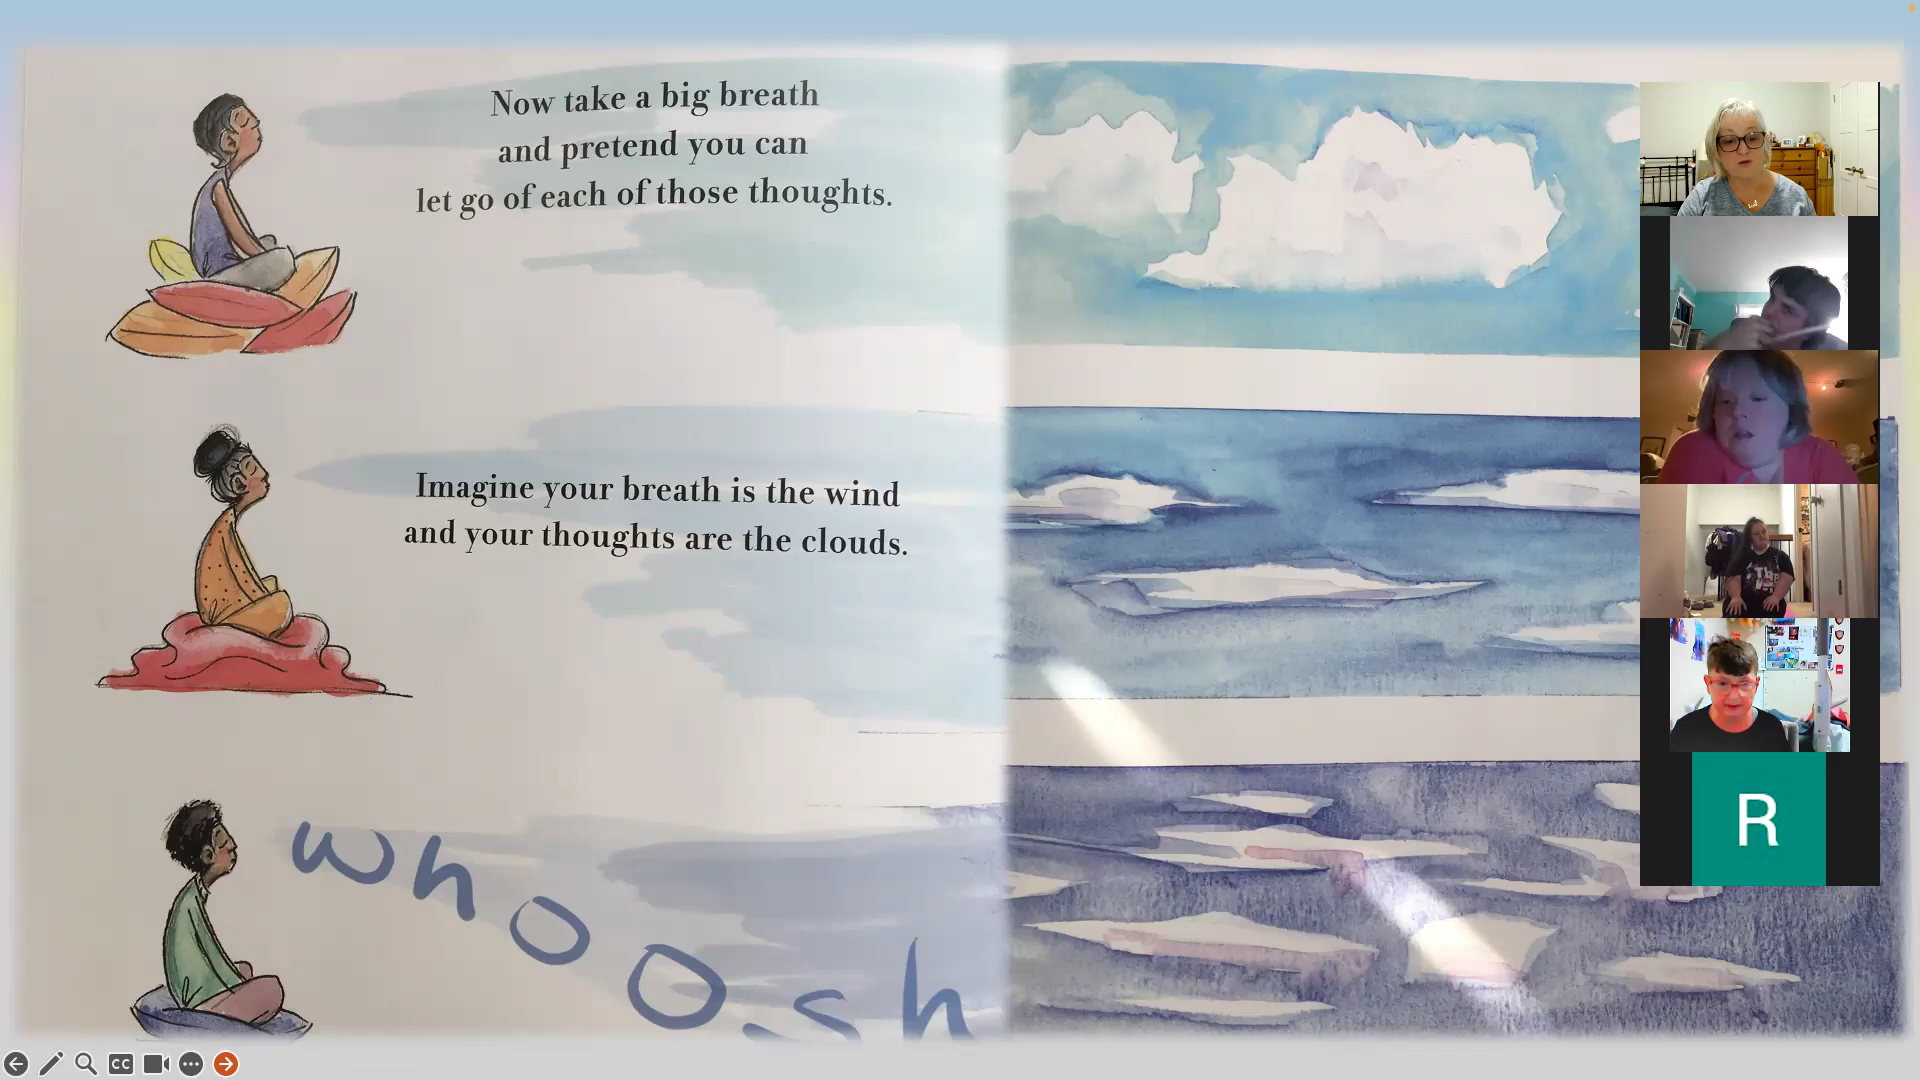 Now take a big breath
and pretend you can
let go of each of those thoughts.
Imagine your breath is the wind
and your thoughts are the clouds.
whoosh
R
CC